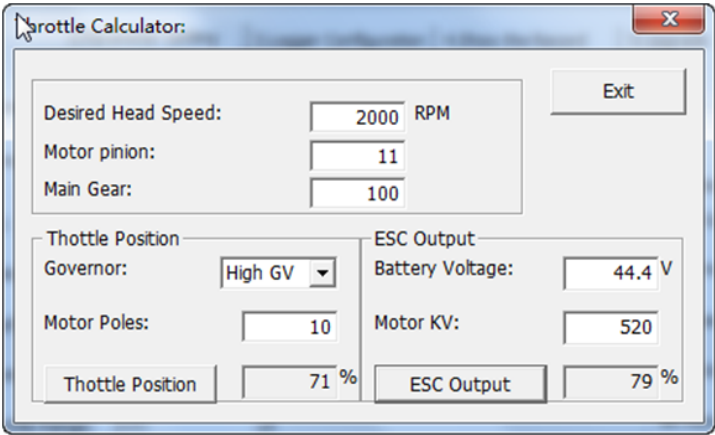 Throttle Calculator:
Exit
Desired Head Speed: 2000 RPM
Motor pinion: 11
Main Gear: 100
Thottle Position
Governor: High GV
Motor Poles: 10
Thottle Position 71 %
ESC Output
Battery Voltage: 44.4 V
Motor KV: 520
ESC Output 79 %